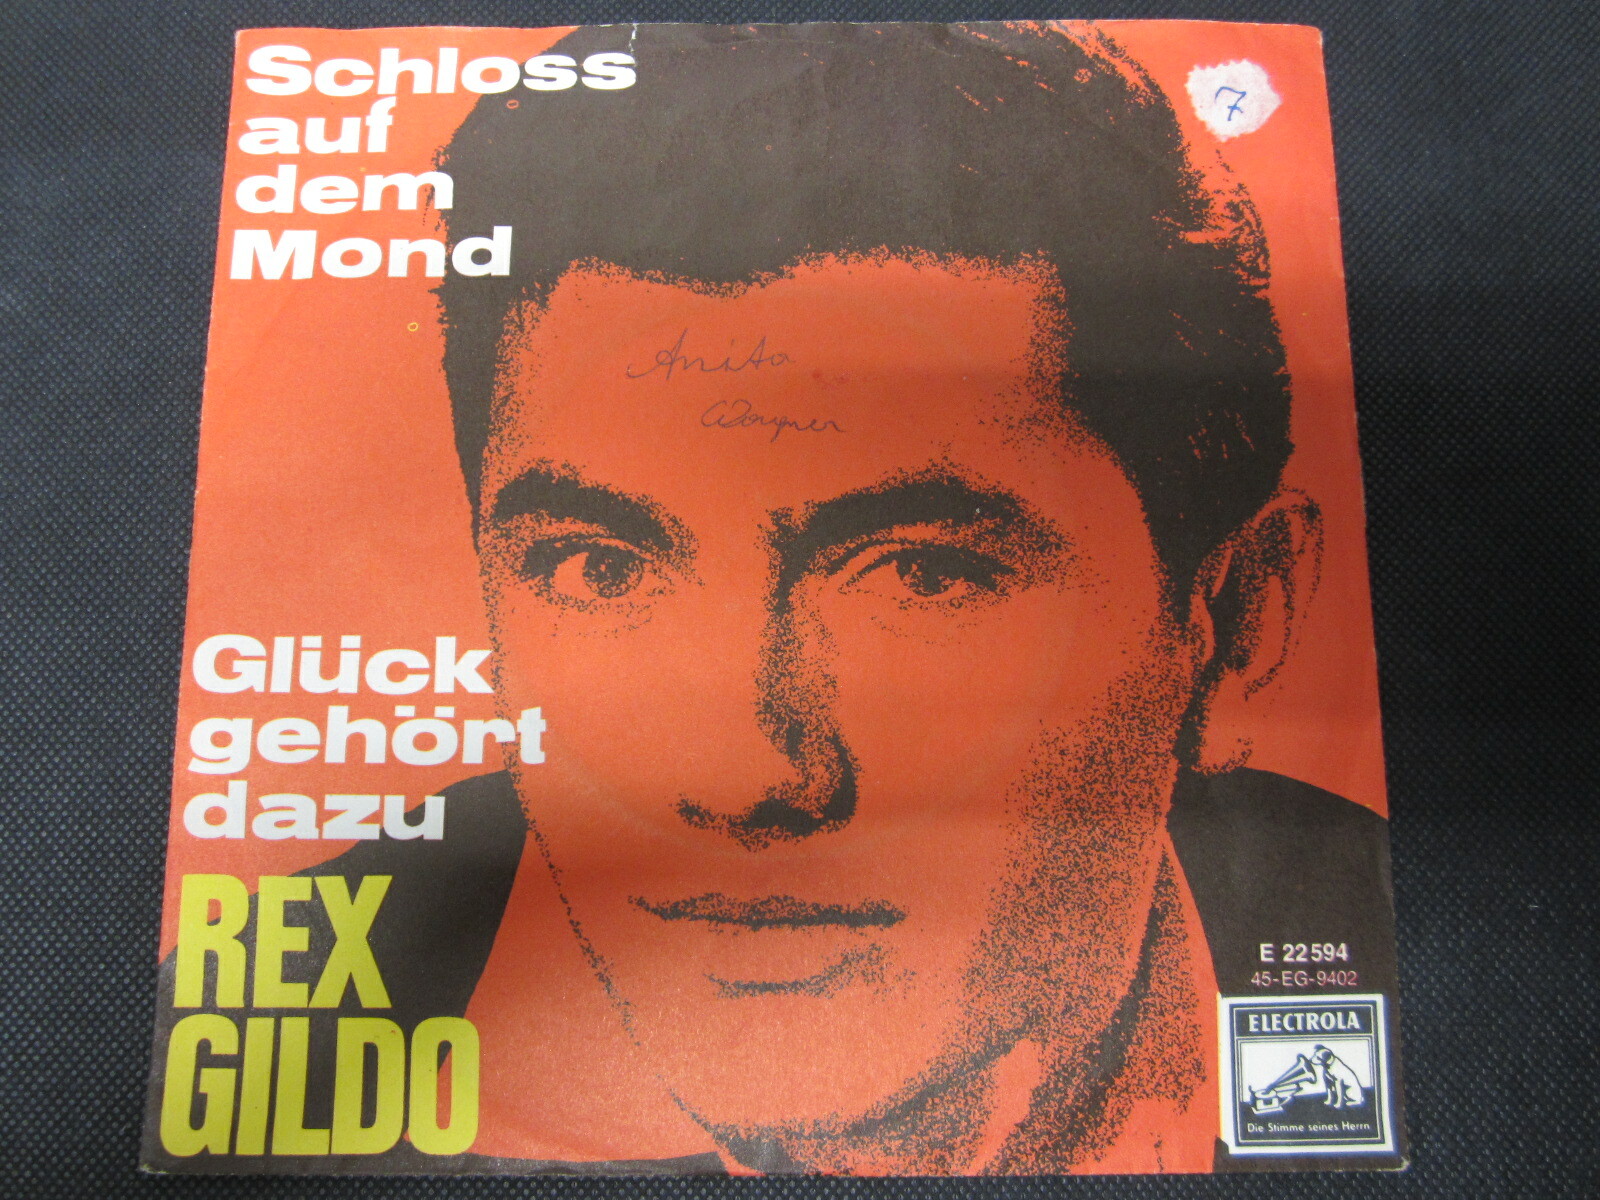 Schloss
auf
dem
Mond
7
Anita
Wagner
Glück
gehört
dazu
REX
GILDO
E 22594
45-EG-9402
ELECTROLA
Die Stimme seines Herrn